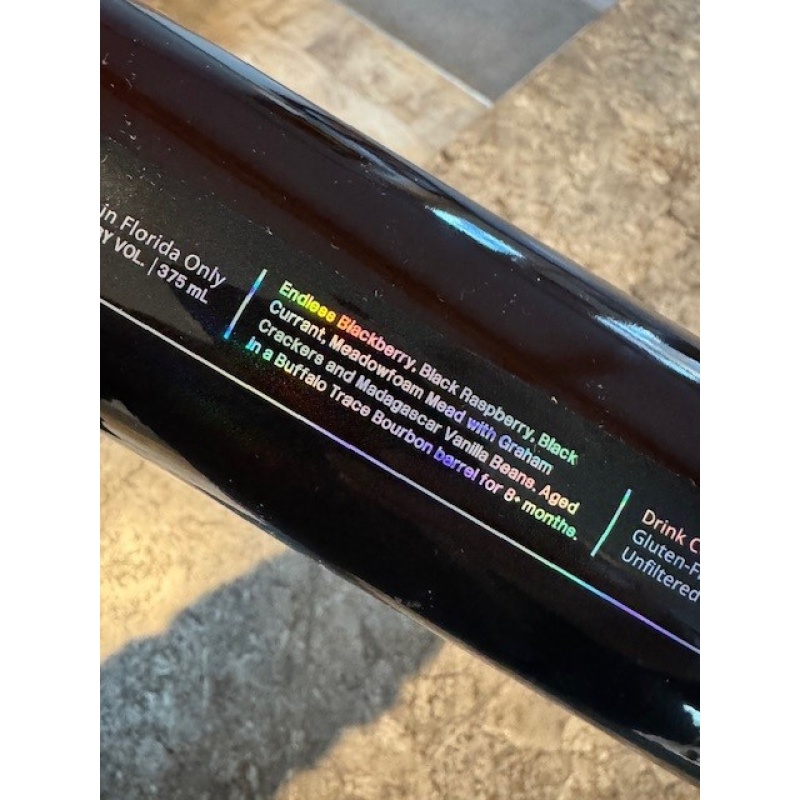 in Florida Only
BY VOL. | 375 mL
Endless Blackberry, Black Raspberry, Black
Currant, Meadowfoam Mead with Graham
Crackers and Madagascar Vanilla Beans. Aged
in a Buffalo Trace Bourbon barrel for 8+ months.
Drink C
Gluten-F
Unfiltered